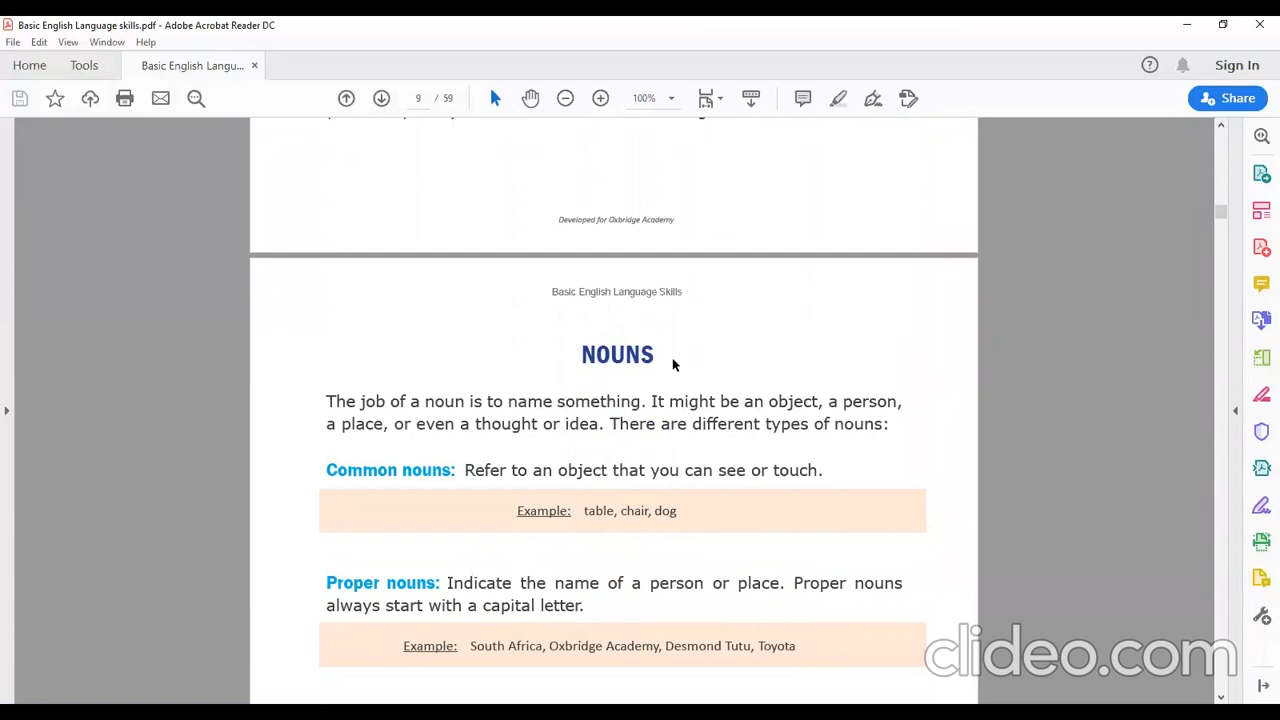 Basic English Language skills.pdf - Adobe Acrobat Reader DC
File Edit View Window Help
Home Tools Basic English Langu... × Sign In
9 / 59 100% Share
Developed for Oxbridge Academy
Basic English Language Skills
NOUNS
The job of a noun is to name something. It might be an object, a person,
a place, or even a thought or idea. There are different types of nouns:
Common nouns: Refer to an object that you can see or touch.
Example: table, chair, dog
Proper nouns: Indicate the name of a person or place. Proper nouns
always start with a capital letter.
Example: South Africa, Oxbridge Academy, Desmond Tutu, Toyota
clideo.com